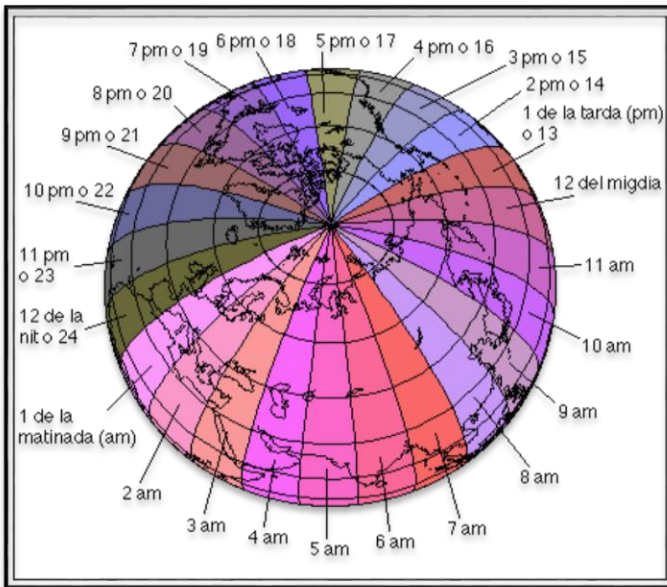 7 pm o 19
6 pm o 18
5 pm o 17
4 pm o 16
3 pm o 15
2 pm o 14
1 de la tarda (pm)
o 13
12 del migdia
11 am
10 am
9 am
8 am
7 am
6 am
5 am
4 am
3 am
2 am
1 de la
matinada (am)
12 de la
nit o 24
11 pm
o 23
10 pm o 22
9 pm o 21
8 pm o 20